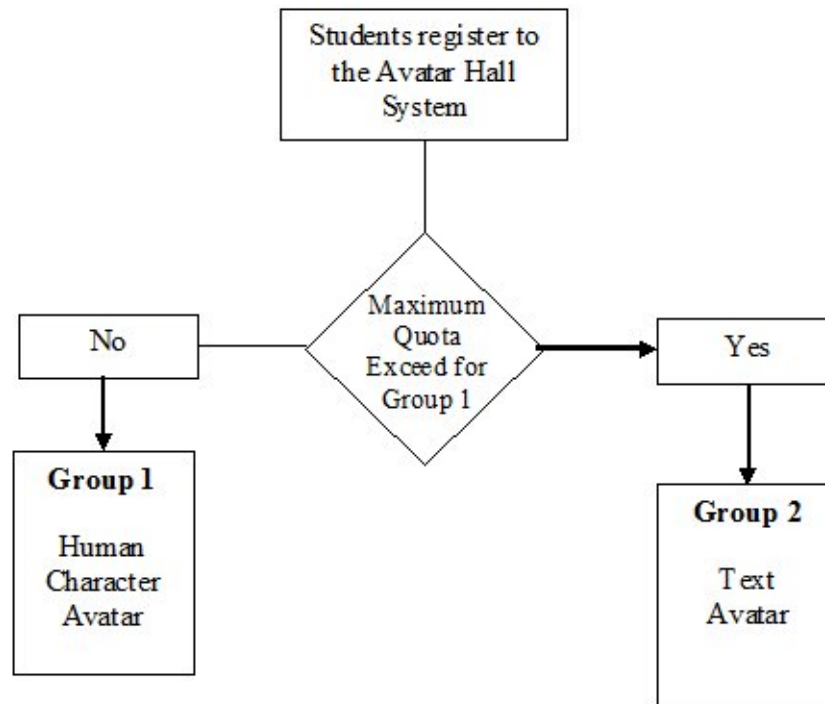 Students register to
the Avatar Hall
System
Maximum
Quota
Exceed for
Group 1
No
Yes
Group 1
Human
Character
Avatar
Group 2
Text
Avatar